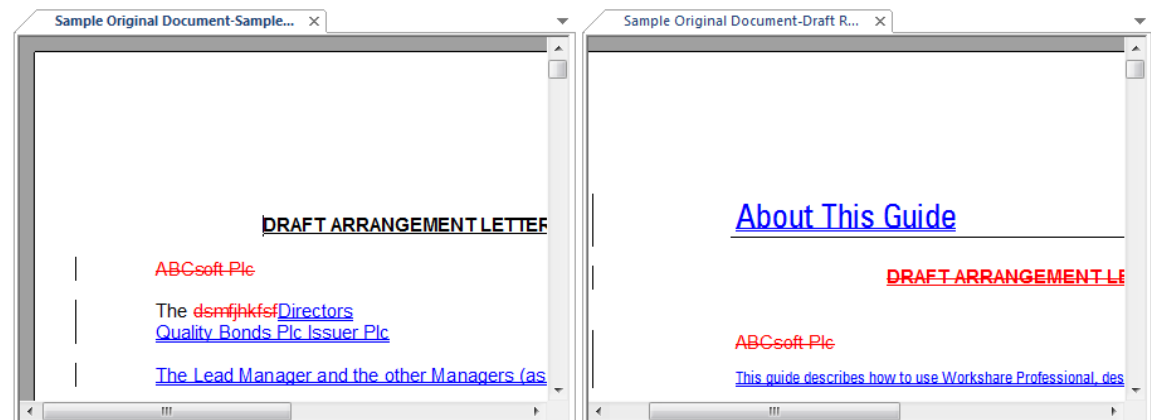 Sample Original Document-Sample...
DRAFT ARRANGEMENT LETTER
ABCsoft Plc
The dsmfjhkfsfDirectors
Quality Bonds Plc Issuer Plc
The Lead Manager and the other Managers (as
Sample Original Document-Draft R...
About This Guide
DRAFT ARRANGEMENT LE
ABCsoft Plc
This guide describes how to use Workshare Professional, des